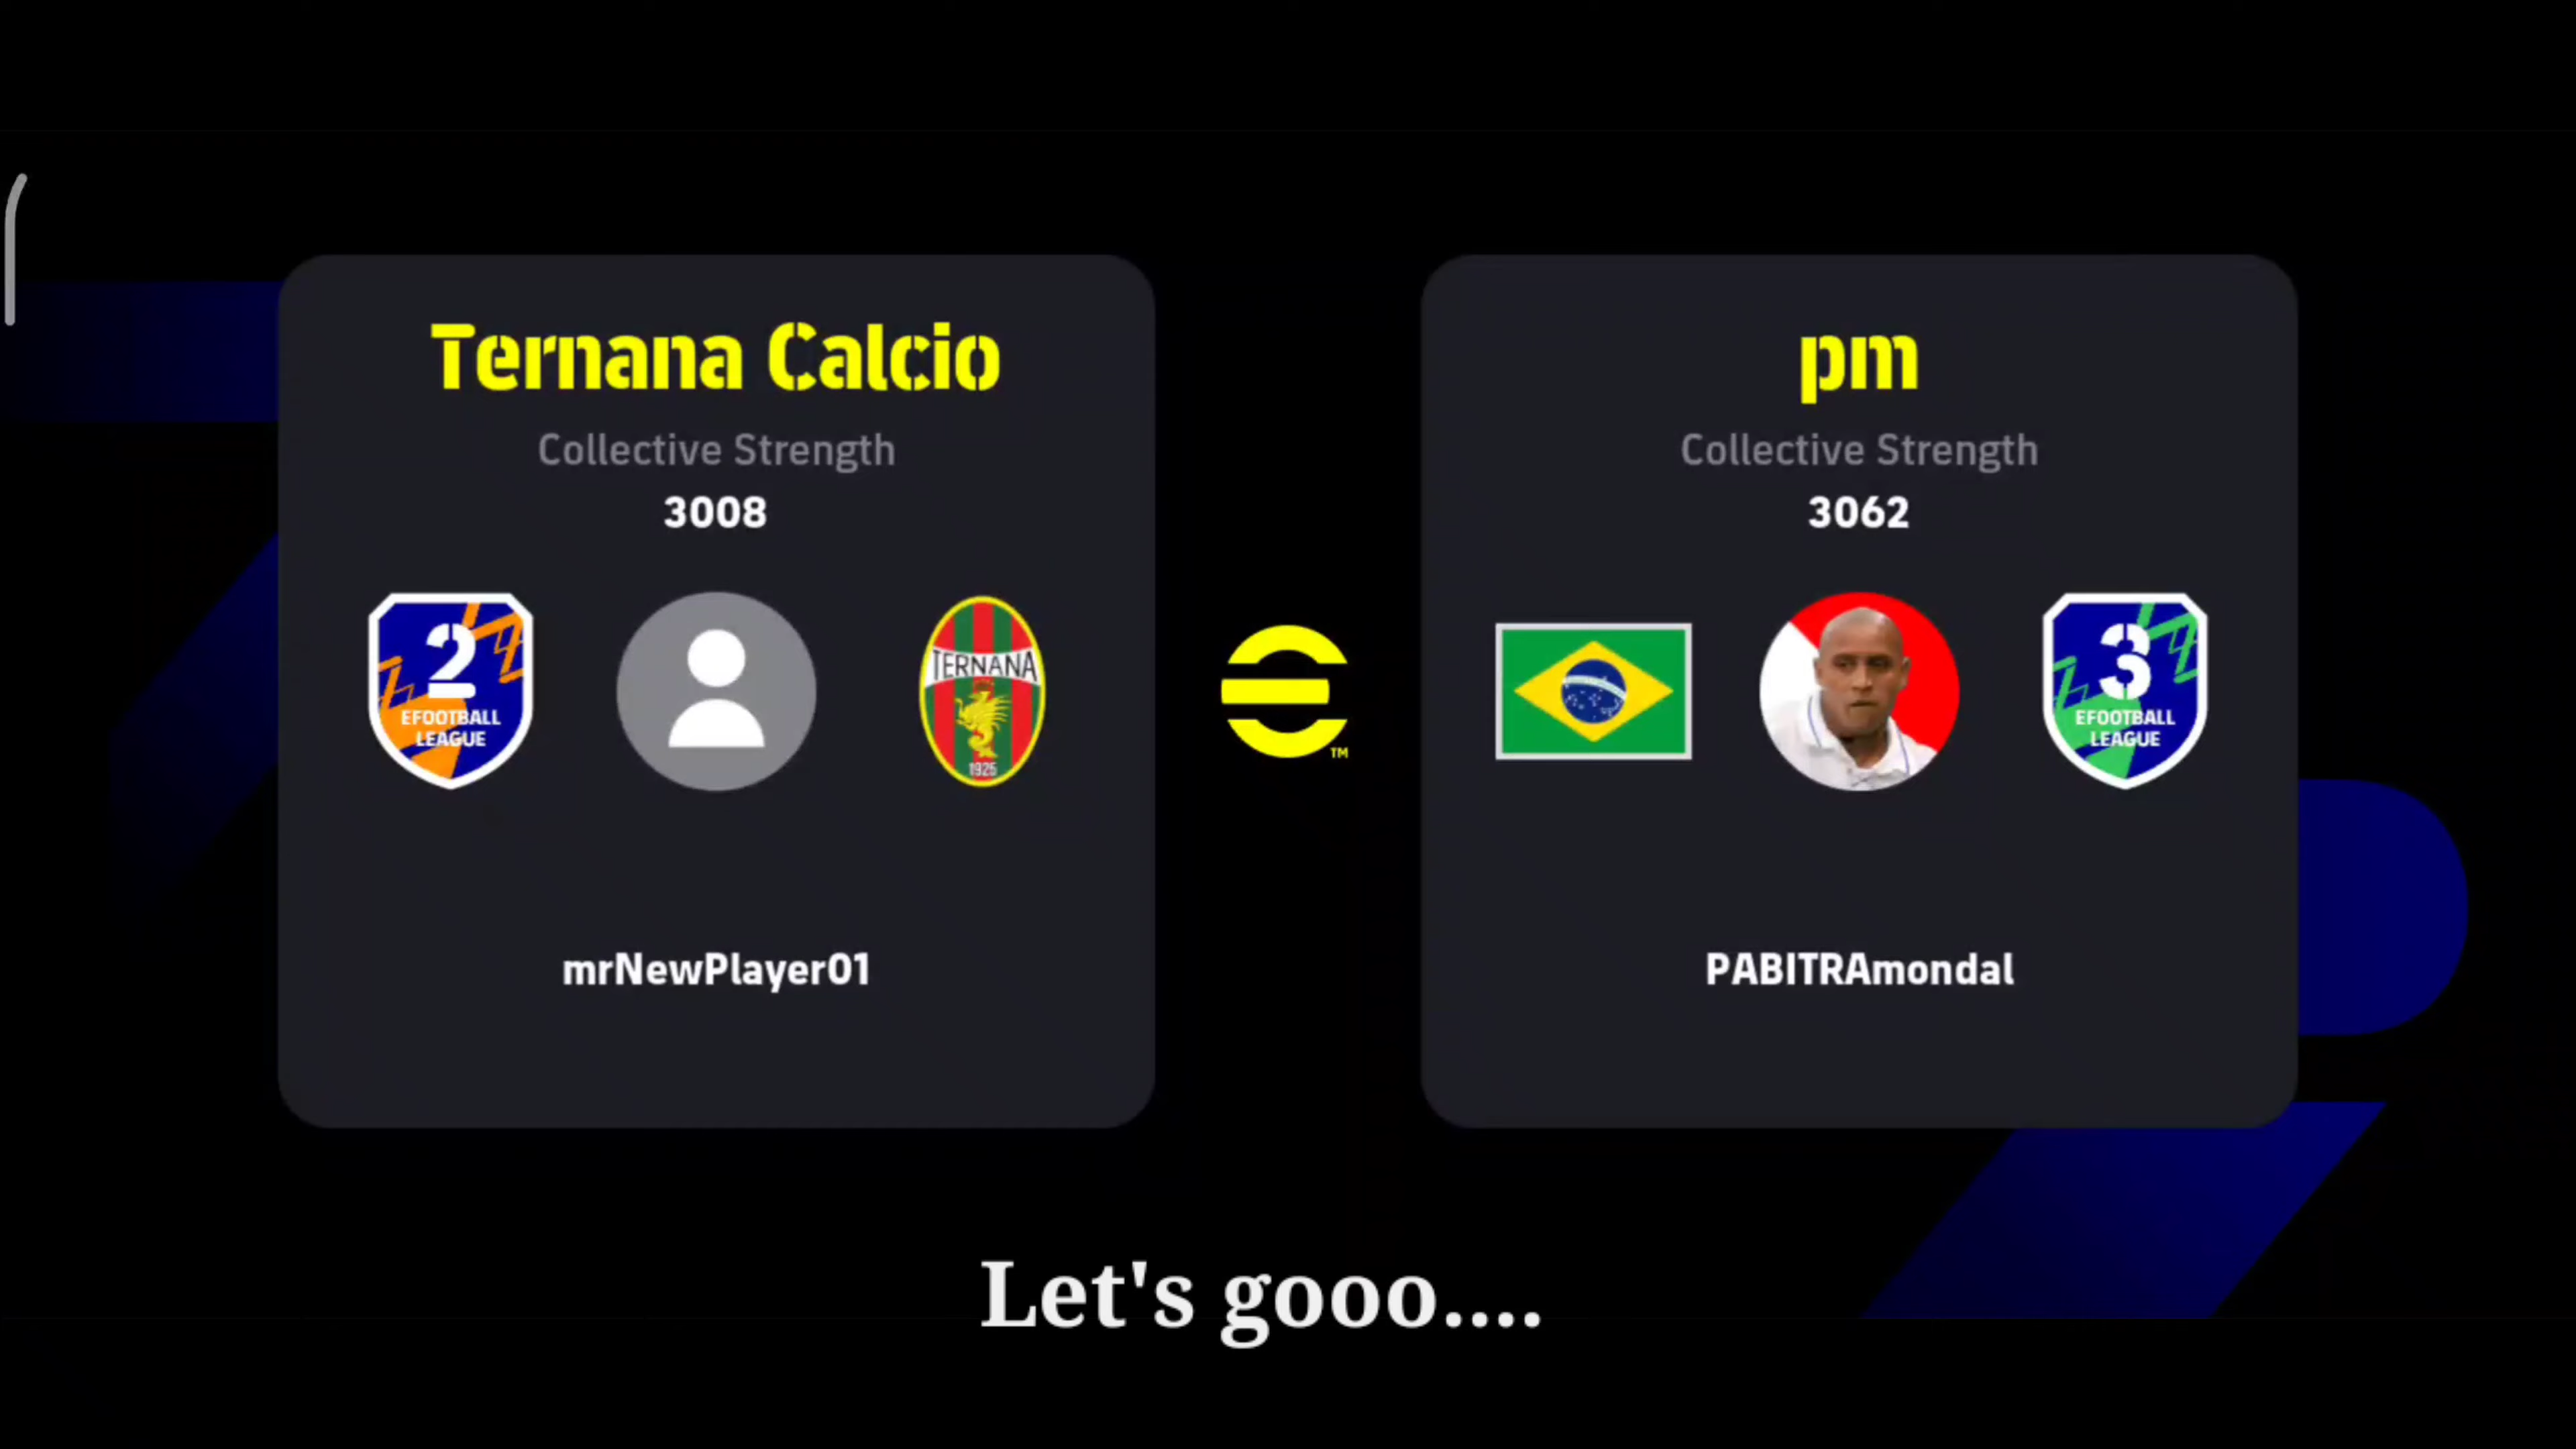 Ternana Calcio
Collective Strength
3008
2
EFOOTBALL
LEAGUE
TERNANA
1925
mrNewPlayer01
TM
pm
Collective Strength
3062
3
EFOOTBALL
LEAGUE
PABITRAmondal
Let's gooo....